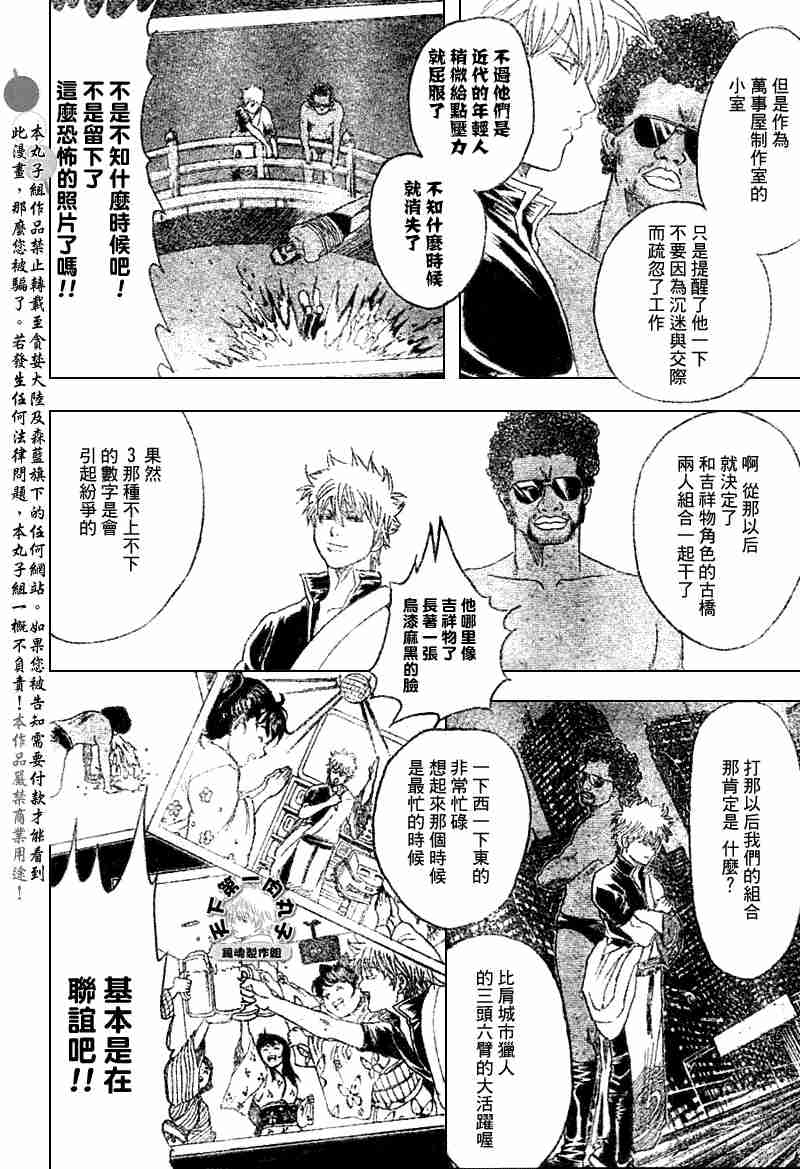 但是作為
萬事屋制作室的
小室
只是提醒了他一下
不要因為沉迷與交際
而疏忽了工作
不過他們是
近代的年輕人
稍微給點壓力
就屈服了
不知什麼時候
就消失了
不是不知什麼時候吧！
不是留下了
這麼恐怖的照片了嗎!!
啊 從那以后
就決定了
和吉祥物角色的古橋
兩人組合一起干了
他哪里像
吉祥物了
長著一張
烏漆麻黑的臉
果然
3那種不上不下
的數字是會
引起紛爭的
打那以后我們的組合
那肯定是 什麼？
比肩城市獵人
的三頭六臂的大活躍喔
一下西一下東的
非常忙碌
想起來那個時候
是最忙的時候
基本是在
聯誼吧!!
天下第一的丸子
銀魂製作組
本丸子組作品禁止轉載至貪婪大陸及森藍旗下的任何網站。如果您被告知需要付款才能看到
此漫畫，那麼您被騙了。若發生任何法律問題，本丸子組一概不負責！本作品嚴禁商業用途！